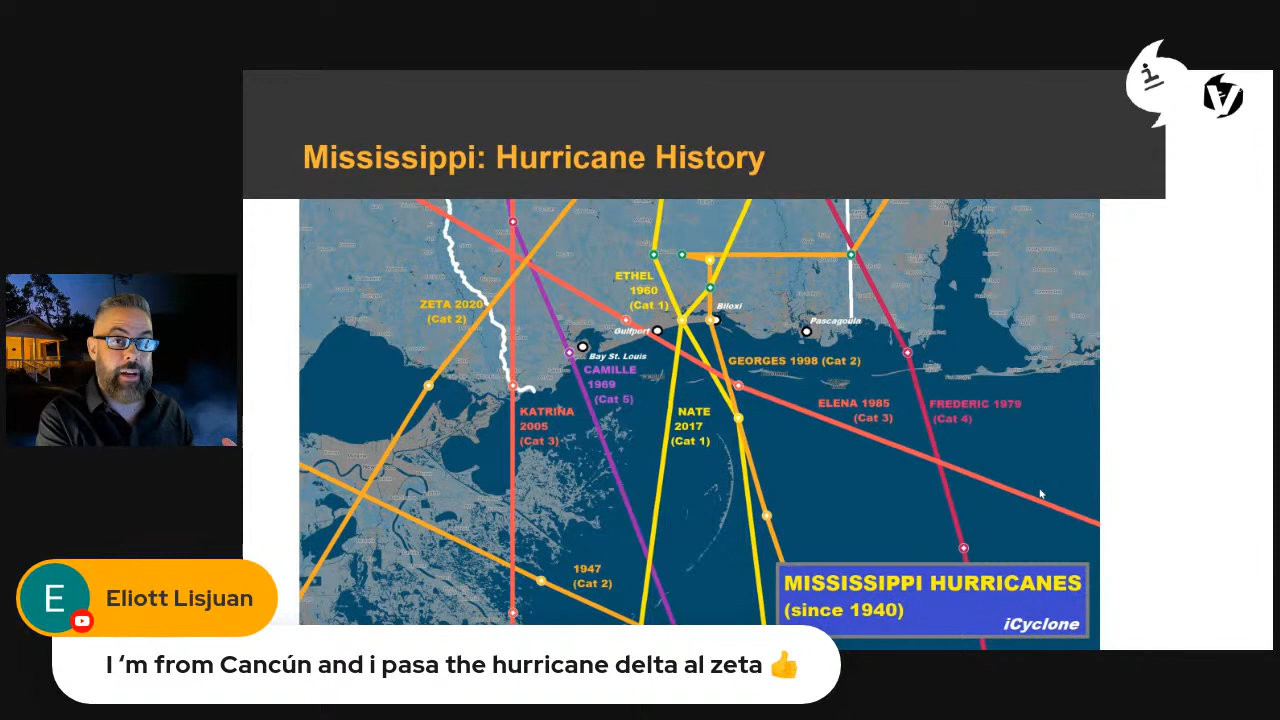 Mississippi: Hurricane History
ETHEL
1960
(Cat 1)
ZETA 2020
(Cat 2)
Biloxi
Gulfport
Pascagoula
Bay St. Louis
GEORGES 1998 (Cat 2)
CAMILLE
1969
(Cat 5)
KATRINA
2005
(Cat 3)
NATE
2017
(Cat 1)
ELENA 1985
(Cat 3)
FREDERIC 1979
(Cat 4)
1947
(Cat 2)
MISSISSIPPI HURRICANES
(since 1940)
iCyclone
E
Eliott Lisjuan
I ‘m from Cancún and i pasa the hurricane delta al zeta 👍